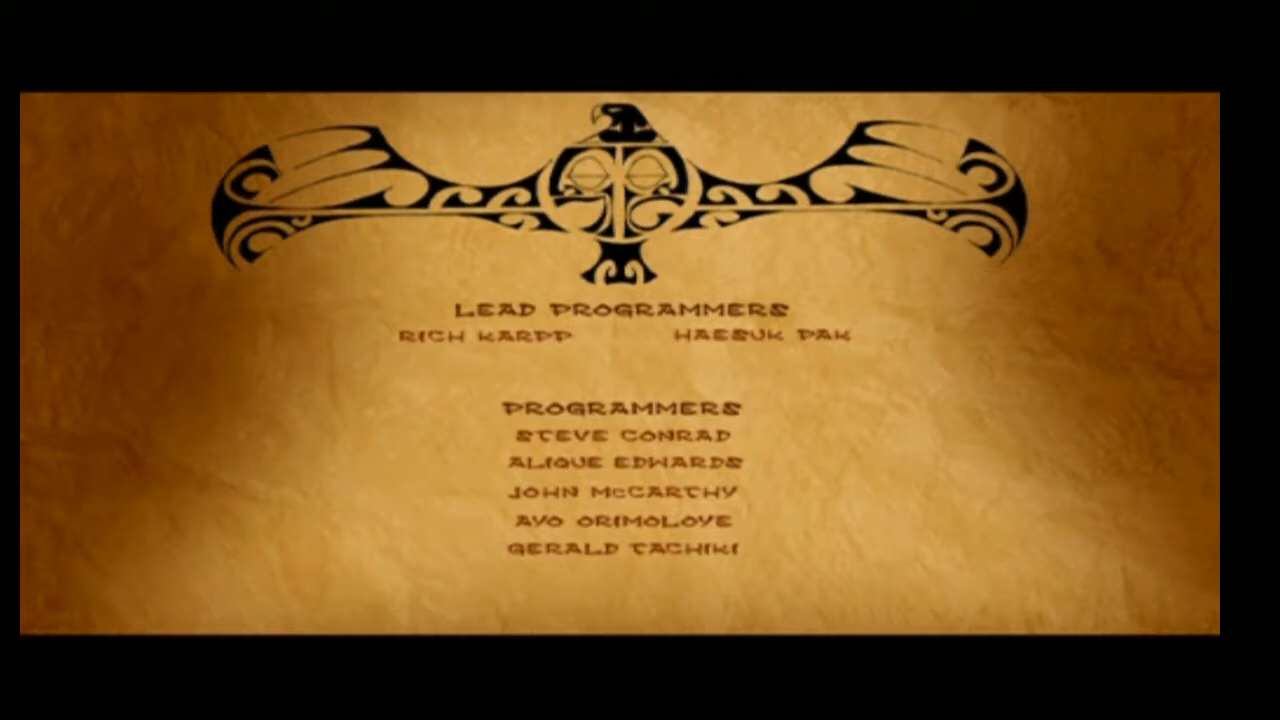 LEAD PROGRAMMERS
RICH KARPP HAESUK PAK
PROGRAMMERS
STEVE CONRAD
ALIQUE EDWARDS
JOHN McCARTHY
AYO ORIMOLOYE
GERALD TACHIKI